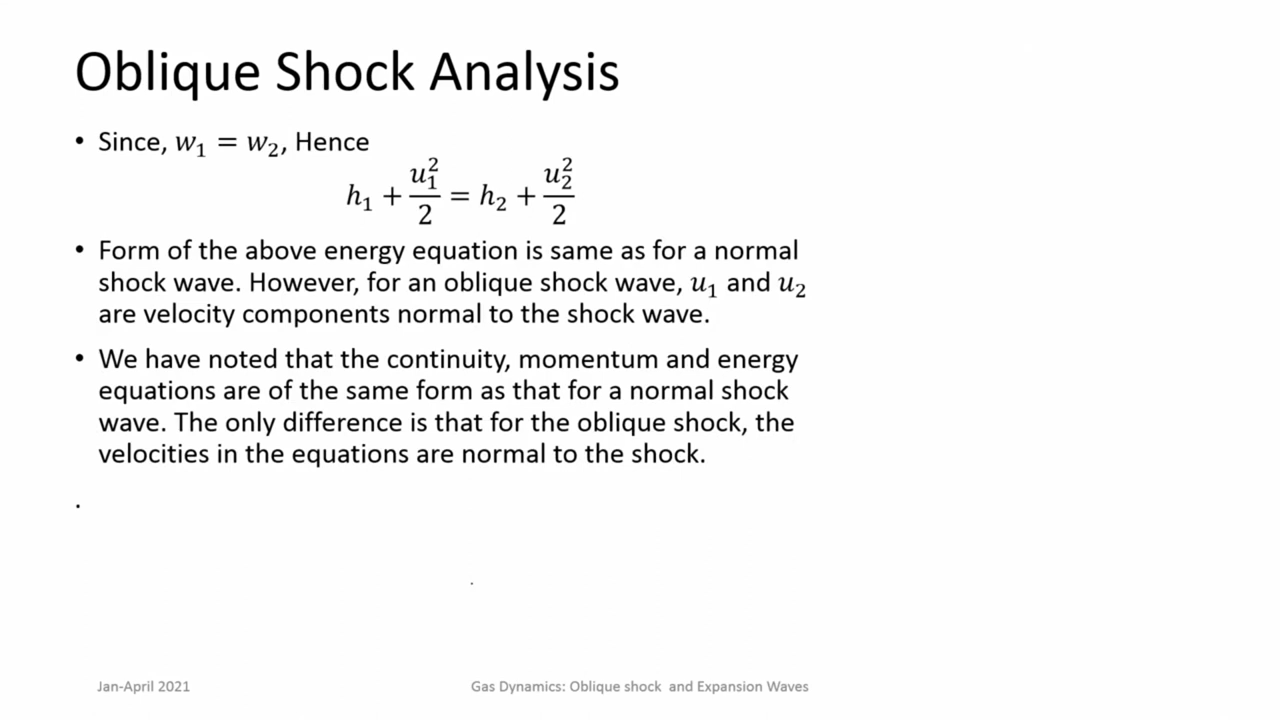 Oblique Shock Analysis
• Since, 𝑤₁ = 𝑤₂, Hence
ℎ₁ + 𝑢₁²/2 = ℎ₂ + 𝑢₂²/2
• Form of the above energy equation is same as for a normal
shock wave. However, for an oblique shock wave, 𝑢₁ and 𝑢₂
are velocity components normal to the shock wave.
• We have noted that the continuity, momentum and energy
equations are of the same form as that for a normal shock
wave. The only difference is that for the oblique shock, the
velocities in the equations are normal to the shock.
.
.
Jan-April 2021
Gas Dynamics: Oblique shock and Expansion Waves